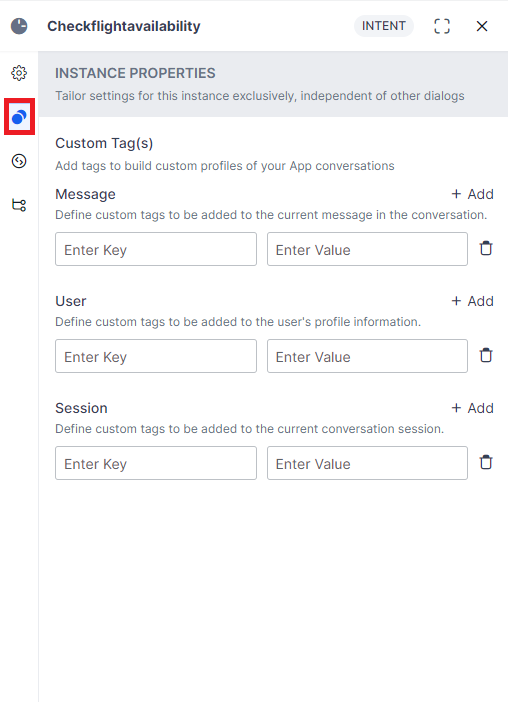 Checkflightavailability
INTENT
INSTANCE PROPERTIES
Tailor settings for this instance exclusively, independent of other dialogs
Custom Tag(s)
Add tags to build custom profiles of your App conversations
Message
+ Add
Define custom tags to be added to the current message in the conversation.
Enter Key
Enter Value
User
+ Add
Define custom tags to be added to the user's profile information.
Enter Key
Enter Value
Session
+ Add
Define custom tags to be added to the current conversation session.
Enter Key
Enter Value